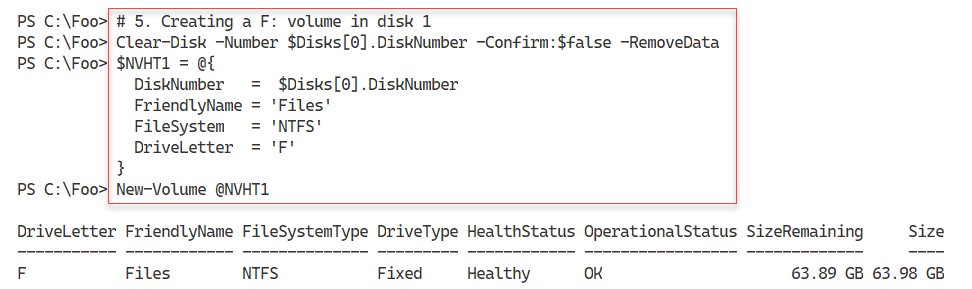 PS C:\Foo> # 5. Creating a F: volume in disk 1
PS C:\Foo> Clear-Disk -Number $Disks[0].DiskNumber -Confirm:$false -RemoveData
PS C:\Foo> $NVHT1 = @{
  DiskNumber   =  $Disks[0].DiskNumber
  FriendlyName = 'Files'
  FileSystem   = 'NTFS'
  DriveLetter  = 'F'
}
PS C:\Foo> New-Volume @NVHT1
DriveLetter FriendlyName FileSystemType DriveType HealthStatus OperationalStatus SizeRemaining     Size
----------- ------------ -------------- --------- ------------ ----------------- -------------     ----
F           Files        NTFS           Fixed     Healthy      OK                     63.89 GB 63.98 GB